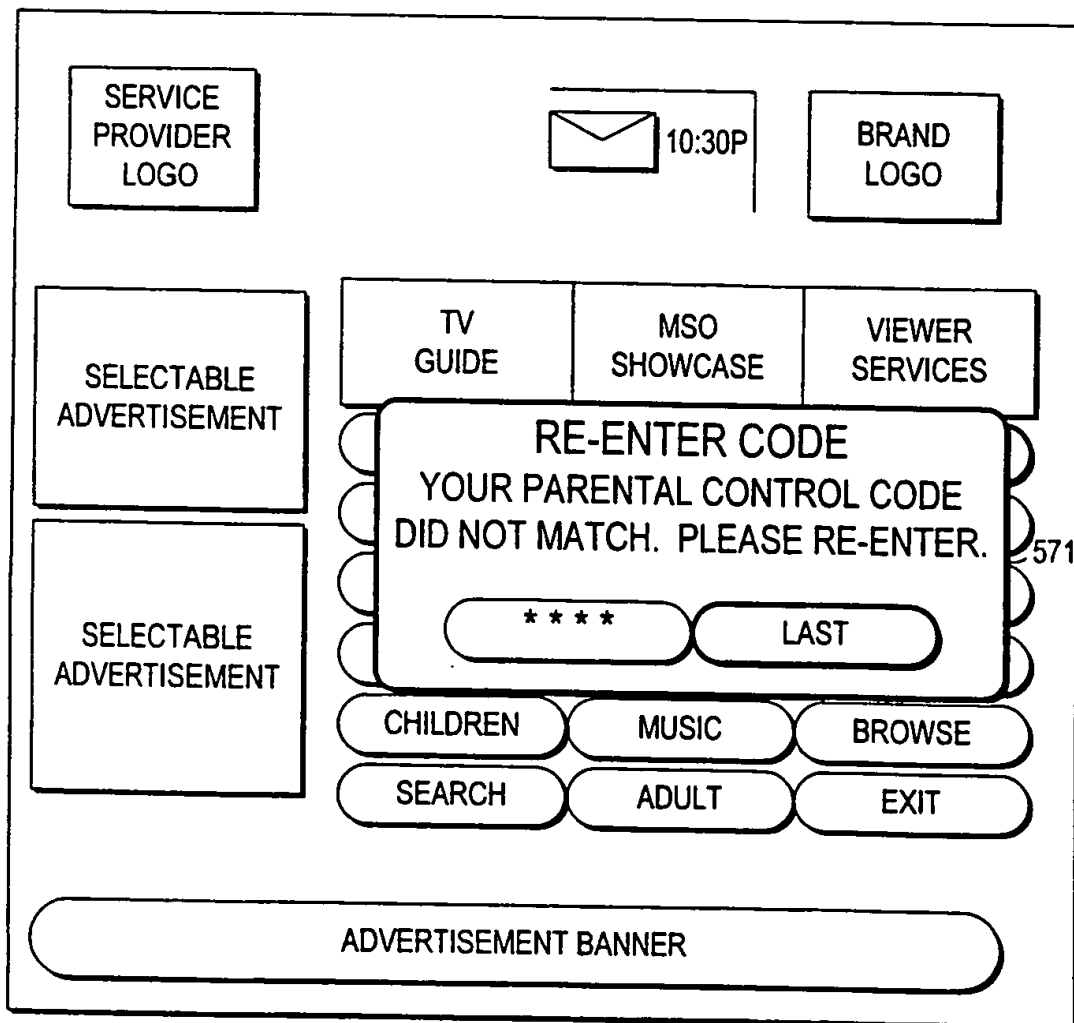 SERVICE
PROVIDER
LOGO
10:30P
BRAND
LOGO
SELECTABLE
ADVERTISEMENT
SELECTABLE
ADVERTISEMENT
TV
GUIDE
MSO
SHOWCASE
VIEWER
SERVICES
RE-ENTER CODE
YOUR PARENTAL CONTROL CODE
DID NOT MATCH. PLEASE RE-ENTER.
571
* * * *
LAST
CHILDREN
MUSIC
BROWSE
SEARCH
ADULT
EXIT
ADVERTISEMENT BANNER